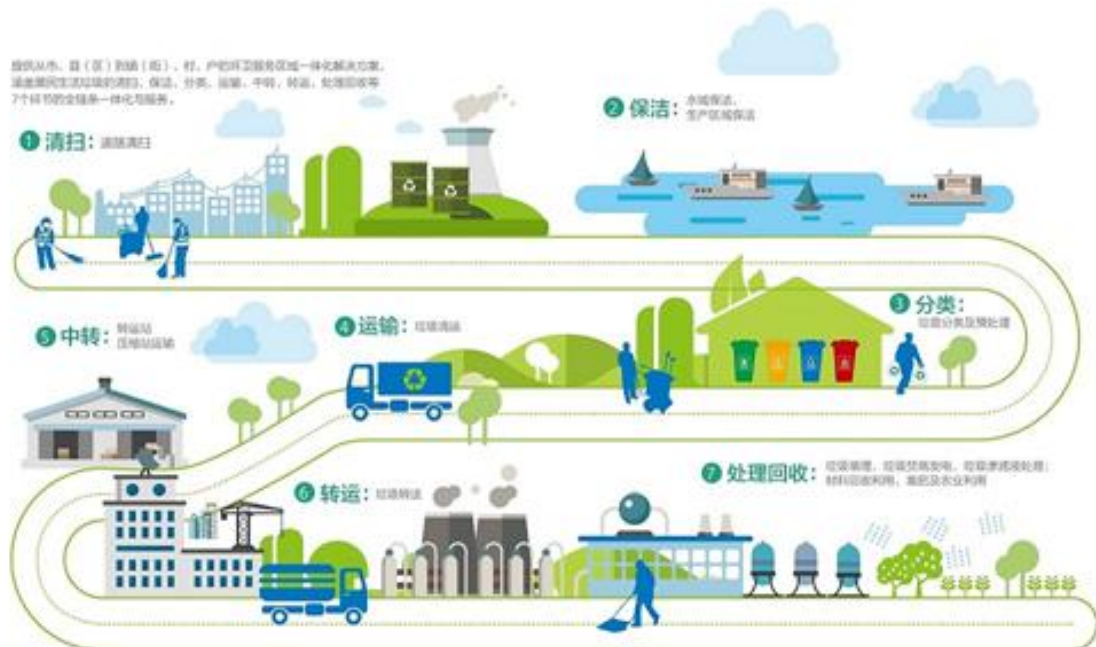 提供从市、县（区）到镇（街）、村、户的环卫服务区域一体化解决方案，
涵盖居民生活垃圾的清扫、保洁、分类、运输、中转、转运、处理回收等
7个环节的全链条一体化与服务。
1 清扫：道路清扫
2 保洁：水域保洁、
生产区域保洁
3 分类：
垃圾分类及预处理
4 运输：垃圾清运
5 中转：转运站
压缩站运输
6 转运：垃圾转运
7 处理回收：垃圾填埋、垃圾焚烧发电、垃圾渗滤液处理；
材料回收利用、堆肥及农业利用